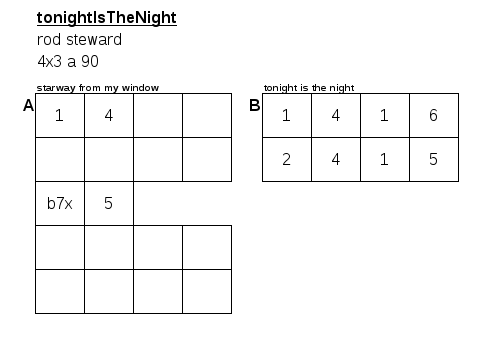 tonightIsTheNight
rod steward
4x3 a 90
starway from my window
A
1 4
b7x 5
tonight is the night
B
1 4 1 6
2 4 1 5